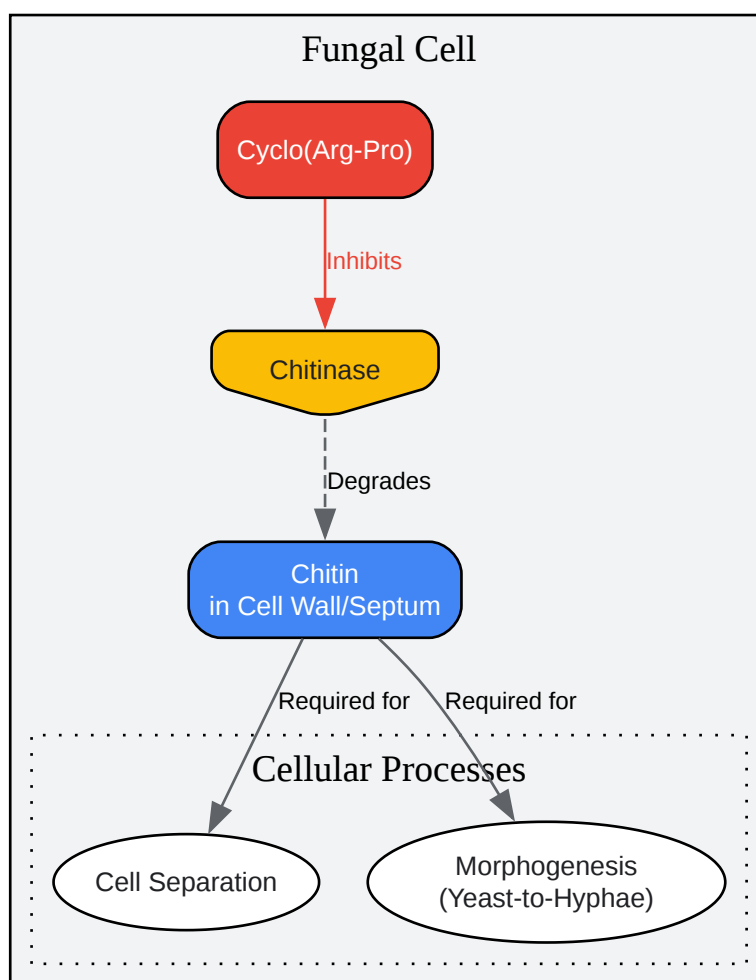 Fungal Cell
Cyclo(Arg-Pro)
Inhibits
Chitinase
Degrades
Chitin
in Cell Wall/Septum
Required for
Required for
Cellular Processes
Cell Separation
Morphogenesis
(Yeast-to-Hyphae)